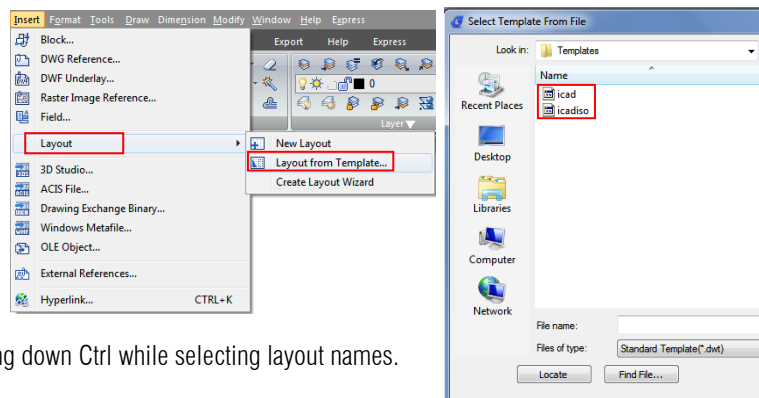 Insert Format Tools Draw Dimension Modify Window Help Express
Block...
DWG Reference...
DWF Underlay...
Raster Image Reference...
Field...
Layout
3D Studio...
ACIS File...
Drawing Exchange Binary...
Windows Metafile...
OLE Object...
External References...
Hyperlink... CTRL+K
Export Help Express
0
Layer
New Layout
Layout from Template...
Create Layout Wizard
ng down Ctrl while selecting layout names.
Select Template From File
Look in: Templates
Name
icad
icadiso
Recent Places
Desktop
Libraries
Computer
Network
File name:
Files of type: Standard Template(*.dwt)
Locate Find File...